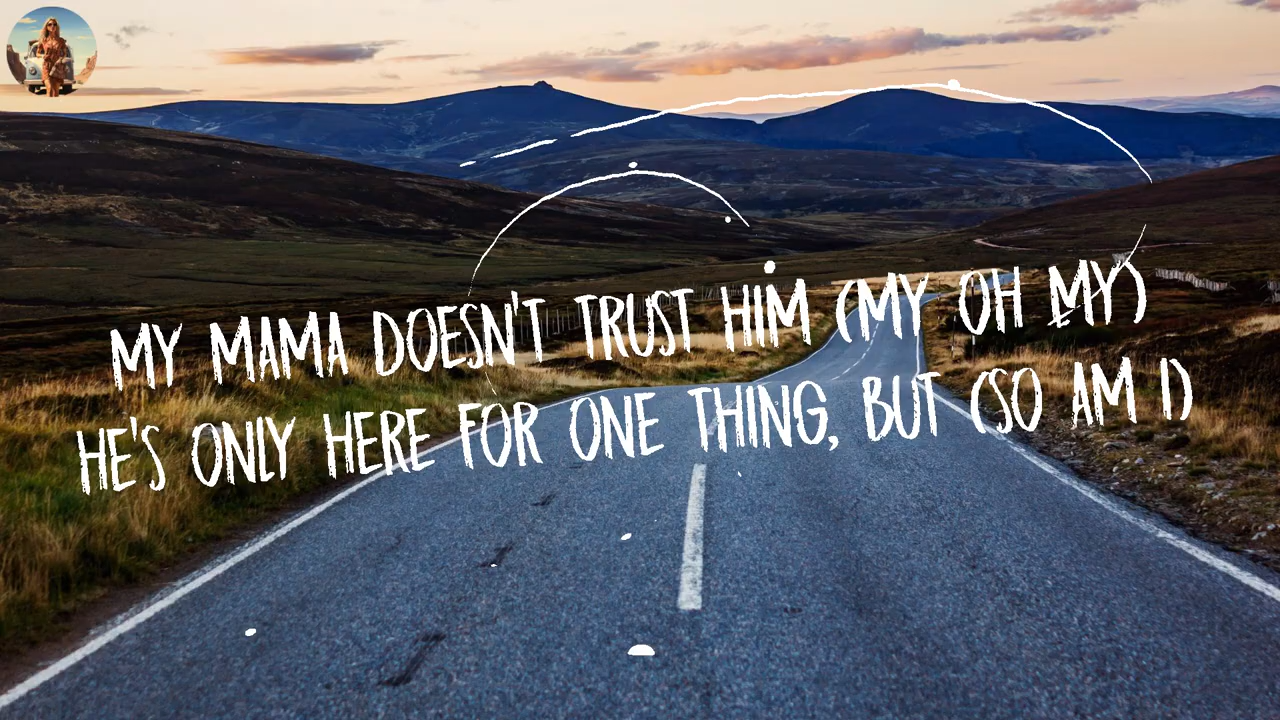 MY MAMA DOESN'T TRUST HIM (MY OH MY)
HE'S ONLY HERE FOR ONE THING, BUT (SO AM I)